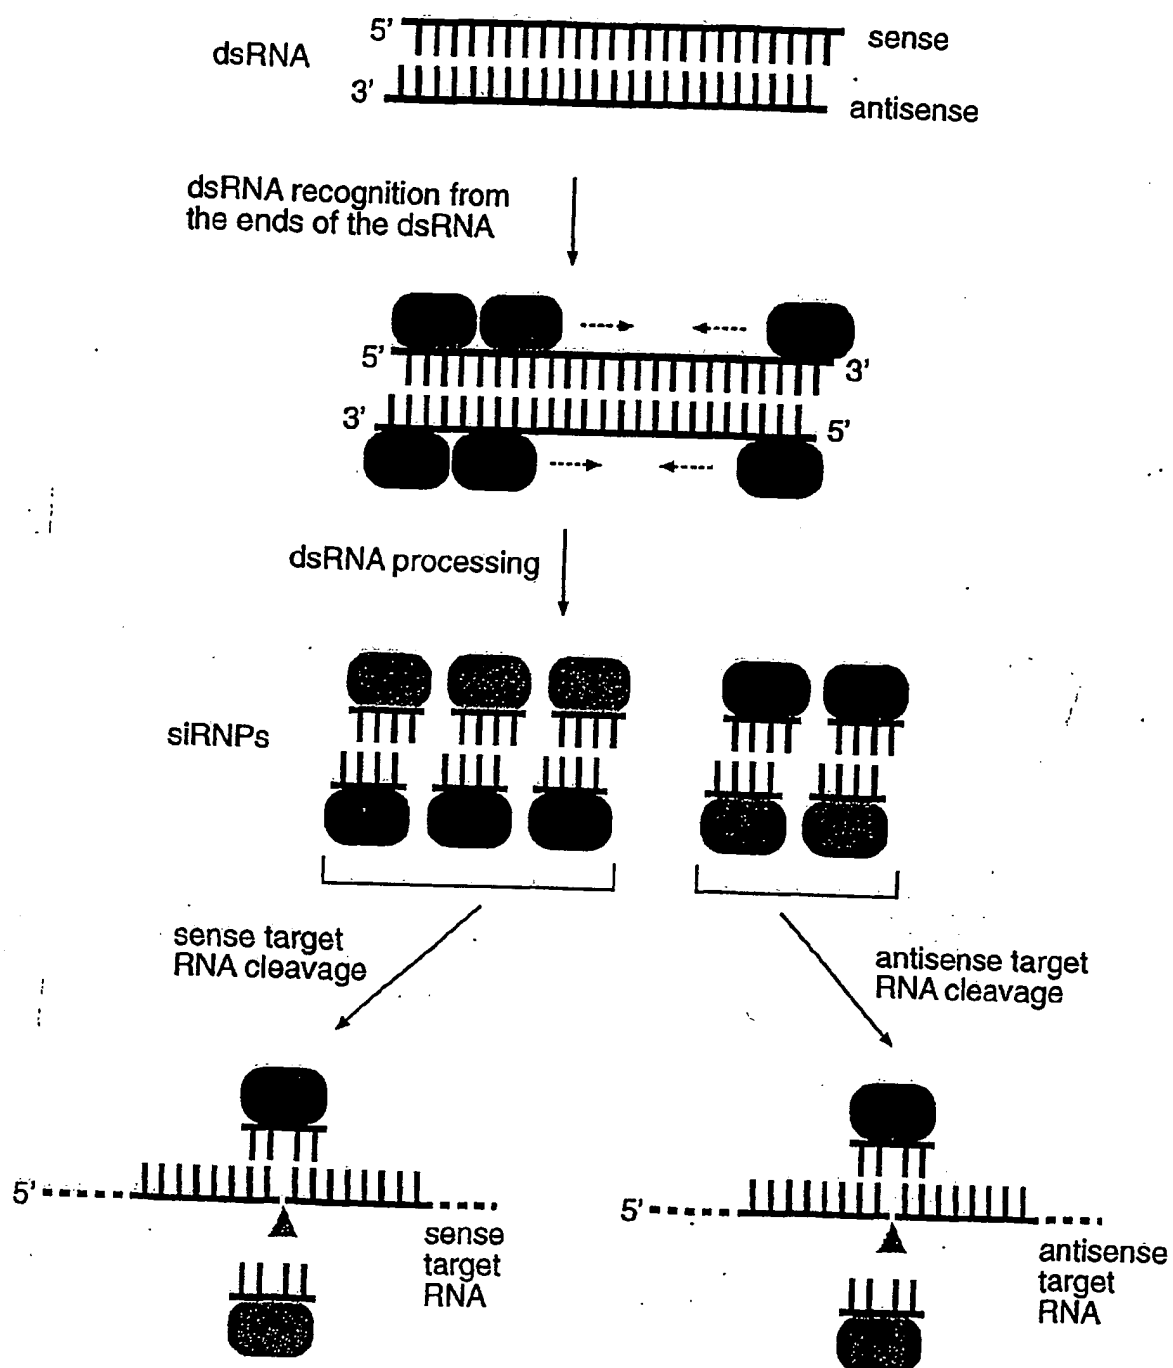 5'
sense
dsRNA
3'
antisense
dsRNA recognition from
the ends of the dsRNA
5'
3'
3'
5'
dsRNA processing
siRNPs
sense target
RNA cleavage
antisense target
RNA cleavage
5'
sense
target
RNA
5'
antisense
target
RNA